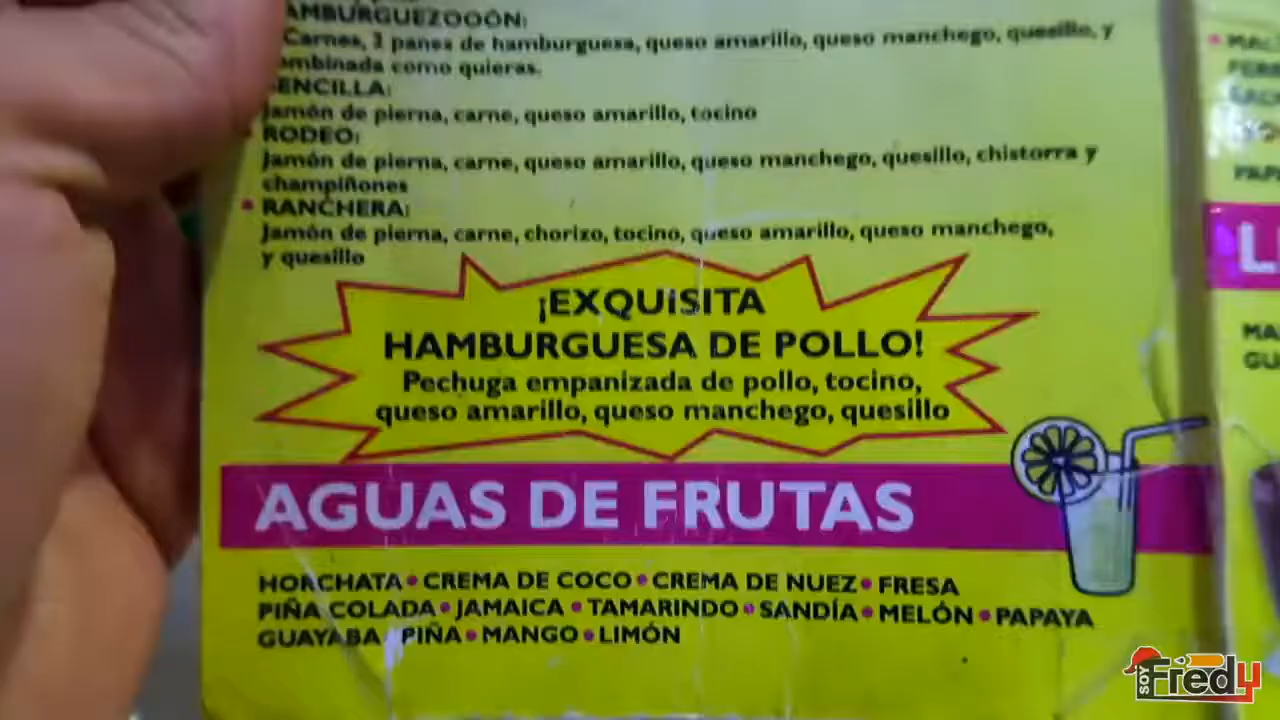 AMBURGUEZOOÓN:
Carnes, 3 panes de hamburguesa, queso amarillo, queso manchego, quesillo, y
ombinada como quieras.
ENCILLA:
Jamón de pierna, carne, queso amarillo, tocino
• RODEO:
Jamón de pierna, carne, queso amarillo, queso manchego, quesillo, chistorra y
champiñones
• RANCHERA:
Jamón de pierna, carne, chorizo, tocino, queso amarillo, queso manchego,
y quesillo
¡EXQUISITA
HAMBURGUESA DE POLLO!
Pechuga empanizada de pollo, tocino,
queso amarillo, queso manchego, quesillo
AGUAS DE FRUTAS
HORCHATA • CREMA DE COCO • CREMA DE NUEZ • FRESA
PIÑA COLADA • JAMAICA • TAMARINDO • SANDÍA • MELÓN • PAPAYA
GUAYABA PIÑA • MANGO • LIMÓN
SOY Fredy